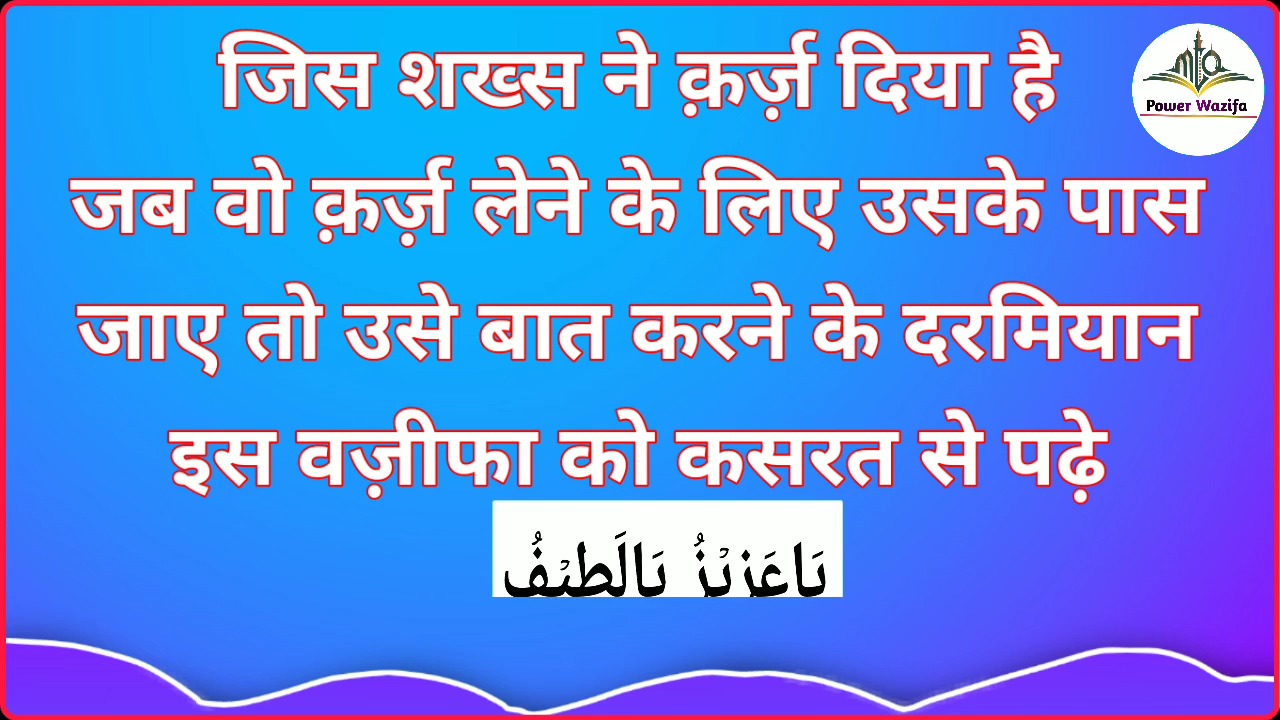 जिस शख्स ने क़र्ज़ दिया है
जब वो क़र्ज़ लेने के लिए उसके पास
जाए तो उसे बात करने के दरमियान
इस वज़ीफा को कसरत से पढ़े
يَاعَزِيْزُ يَالَطِيْفُ
Power Wazifa